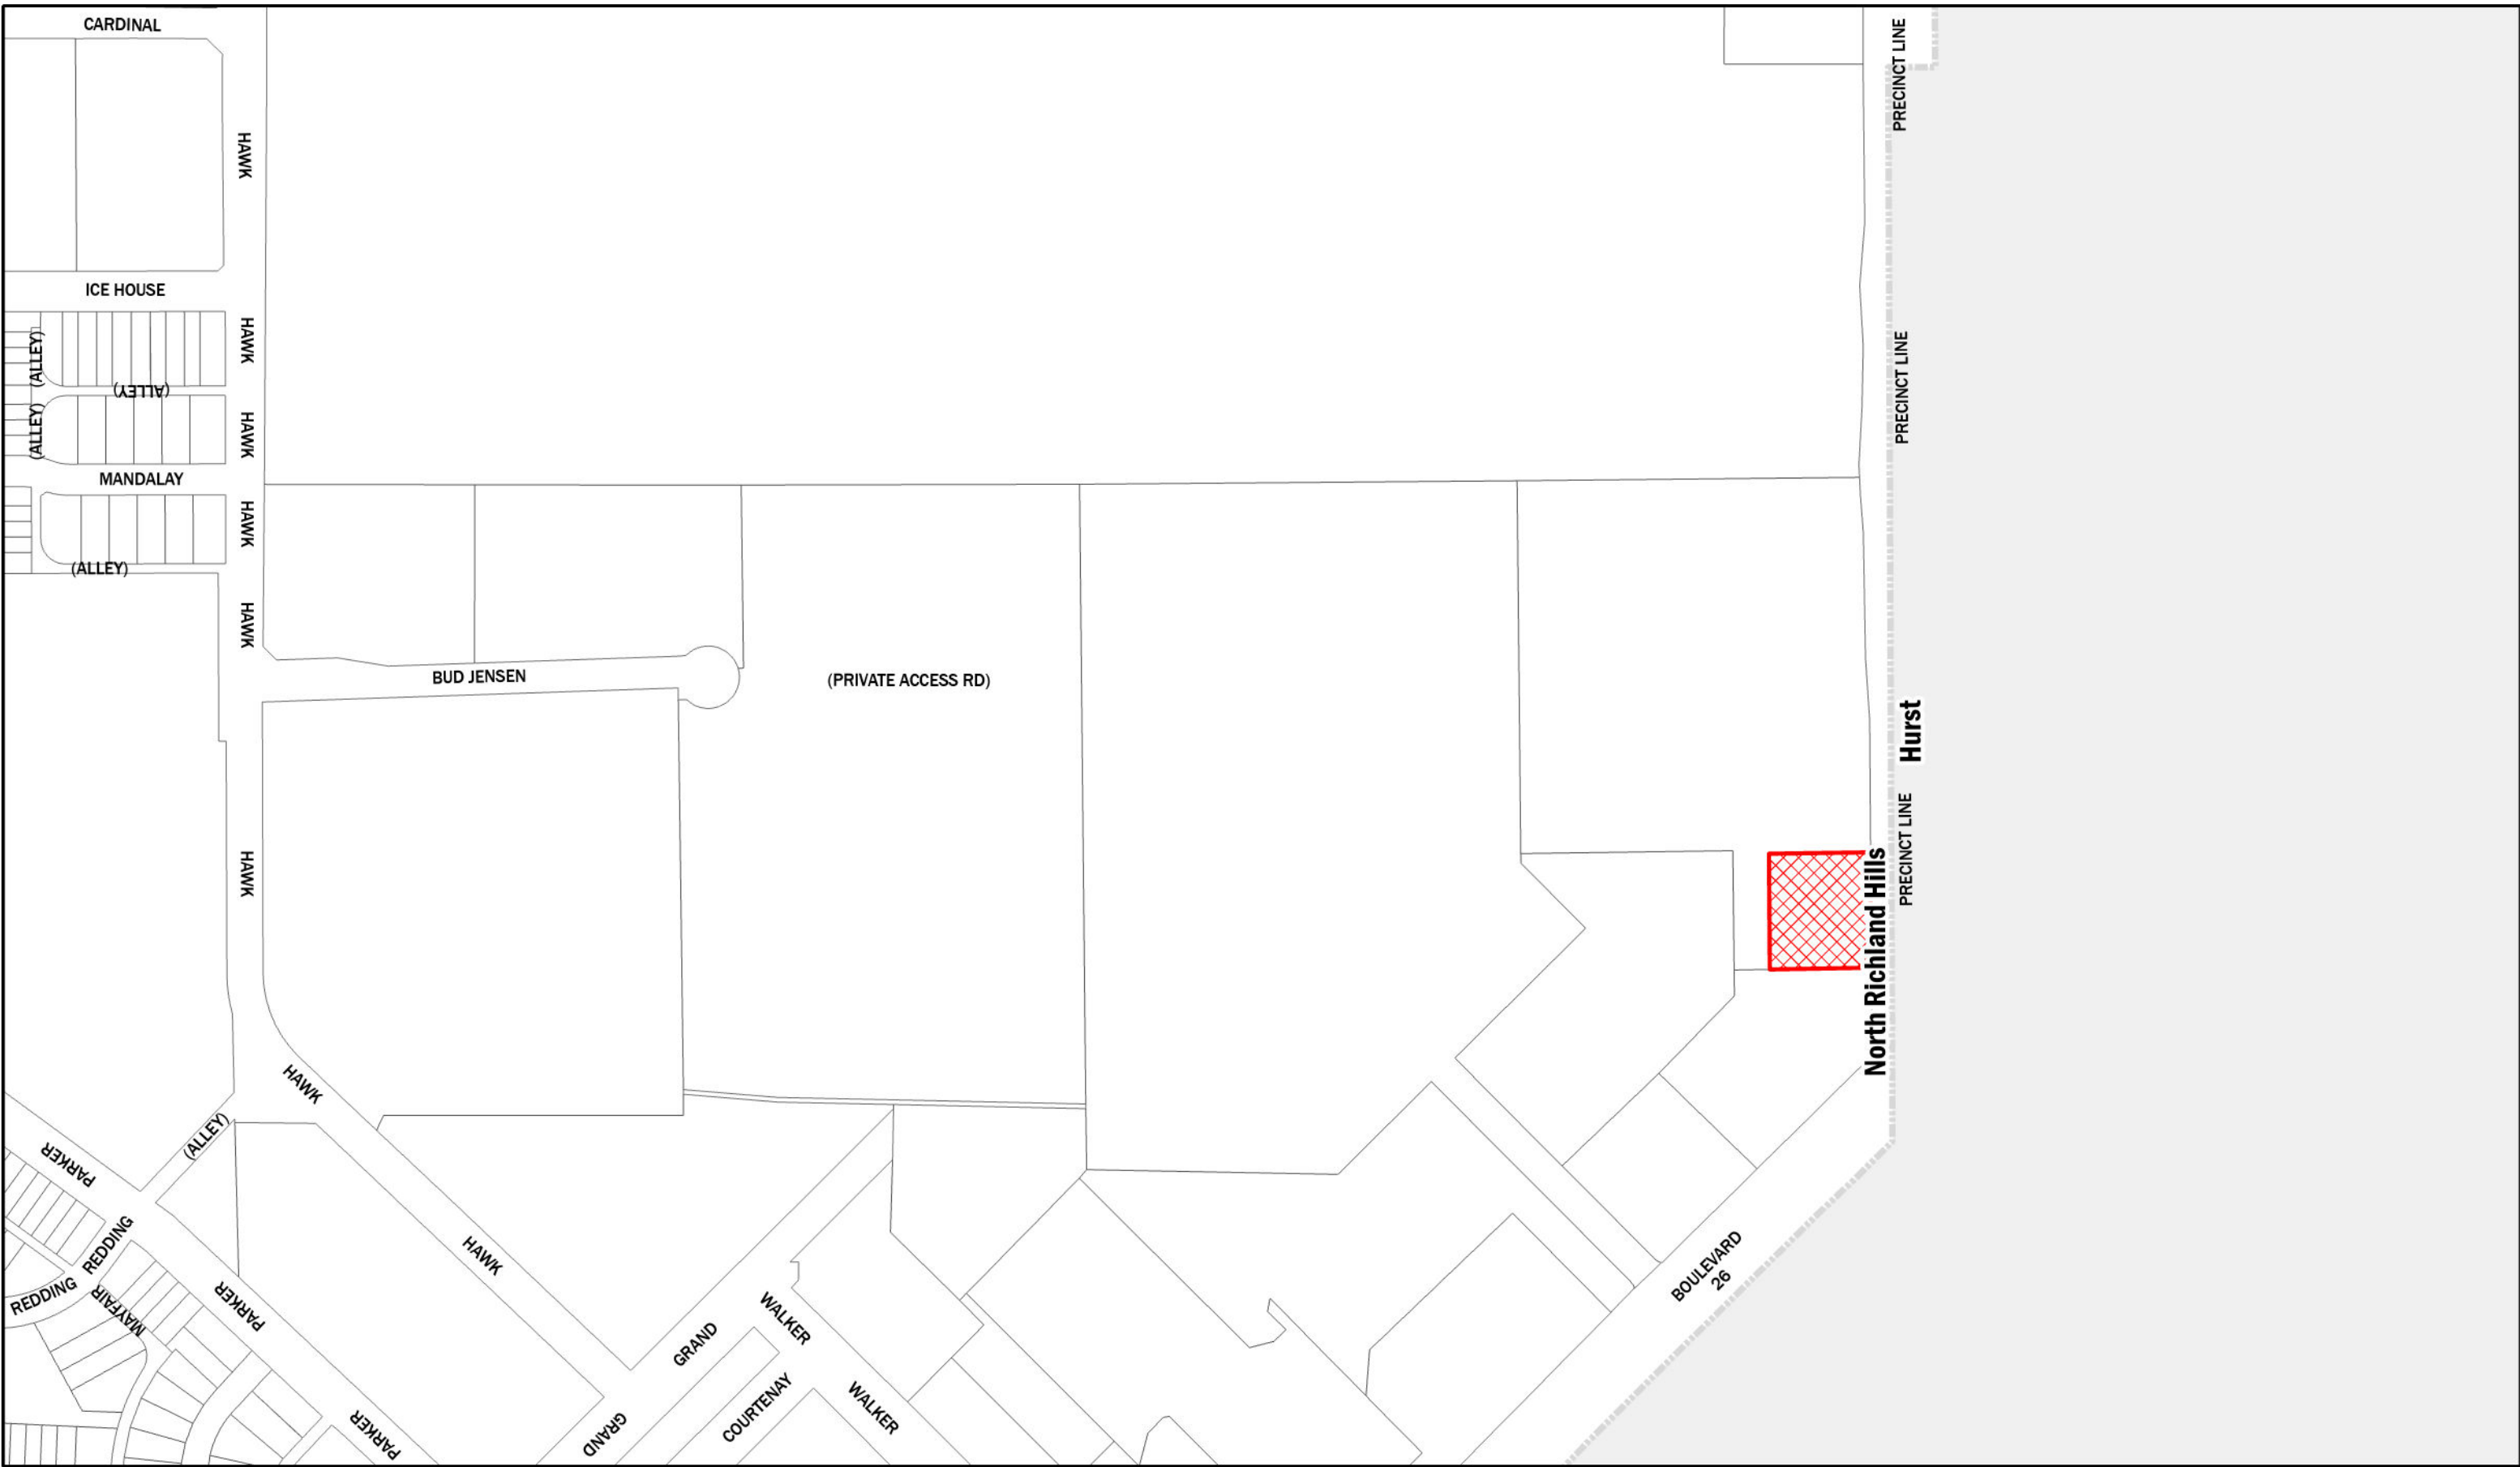 CARDINAL
PRECINCT LINE
HAWK
ICE HOUSE
HAWK
(ALLEY)
(ALLEY)
PRECINCT LINE
HAWK
(ALLEY)
MANDALAY
HAWK
(ALLEY)
HAWK
BUD JENSEN
(PRIVATE ACCESS RD)
Hurst
PRECINCT LINE
HAWK
North Richland Hills
HAWK
(ALLEY)
PARKER
REDDING
HAWK
BOULEVARD
26
REDDING
MAYFAIR
PARKER
WALKER
GRAND
COURTENAY
WALKER
GRAND
PARKER